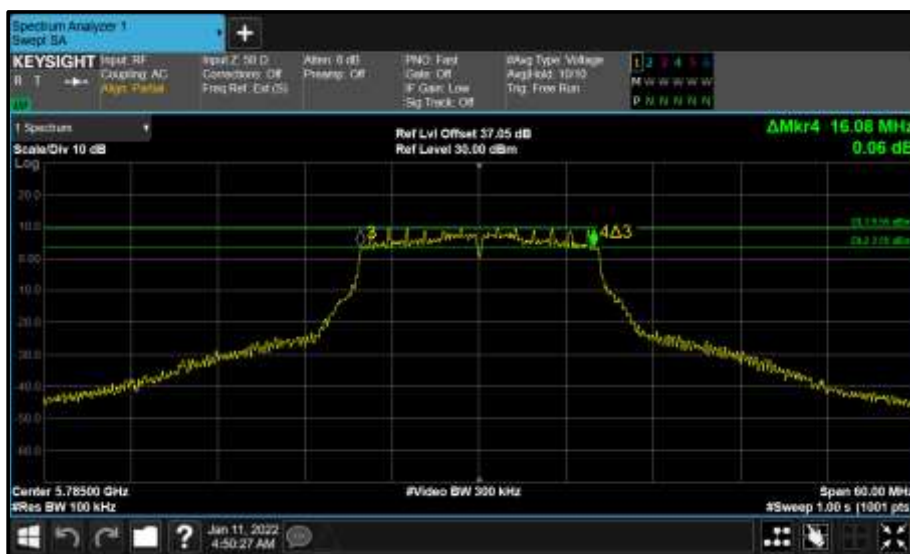 Spectrum Analyzer 1
Swept SA
+
KEYSIGHT
R T
Input: RF
Coupling: AC
Align: Partial
Input Z: 50 Ω
Corrections: Off
Freq Ref: Ext (S)
Atten: 8 dB
Preamp: Off
PNO: Fast
Gate: Off
IF Gain: Low
Sig Track: Off
#Avg Type: Voltage
Avg|Hold: 10/10
Trig: Free Run
1 2 3 4 5 6
M W W W W W
P N N N N N
1 Spectrum
Scale/Div 10 dB
Log
Ref Lvl Offset 37.05 dB
Ref Level 30.00 dBm
ΔMkr4 16.08 MHz
0.06 dB
20.0
10.0
0.00
-10.0
-20.0
-30.0
-40.0
-50.0
-60.0
3
4Δ3
Center 5.78500 GHz
#Res BW 100 kHz
#Video BW 300 kHz
Span 60.00 MHz
#Sweep 1.00 s (1001 pts
?
Jan 11, 2022
4:50:27 AM